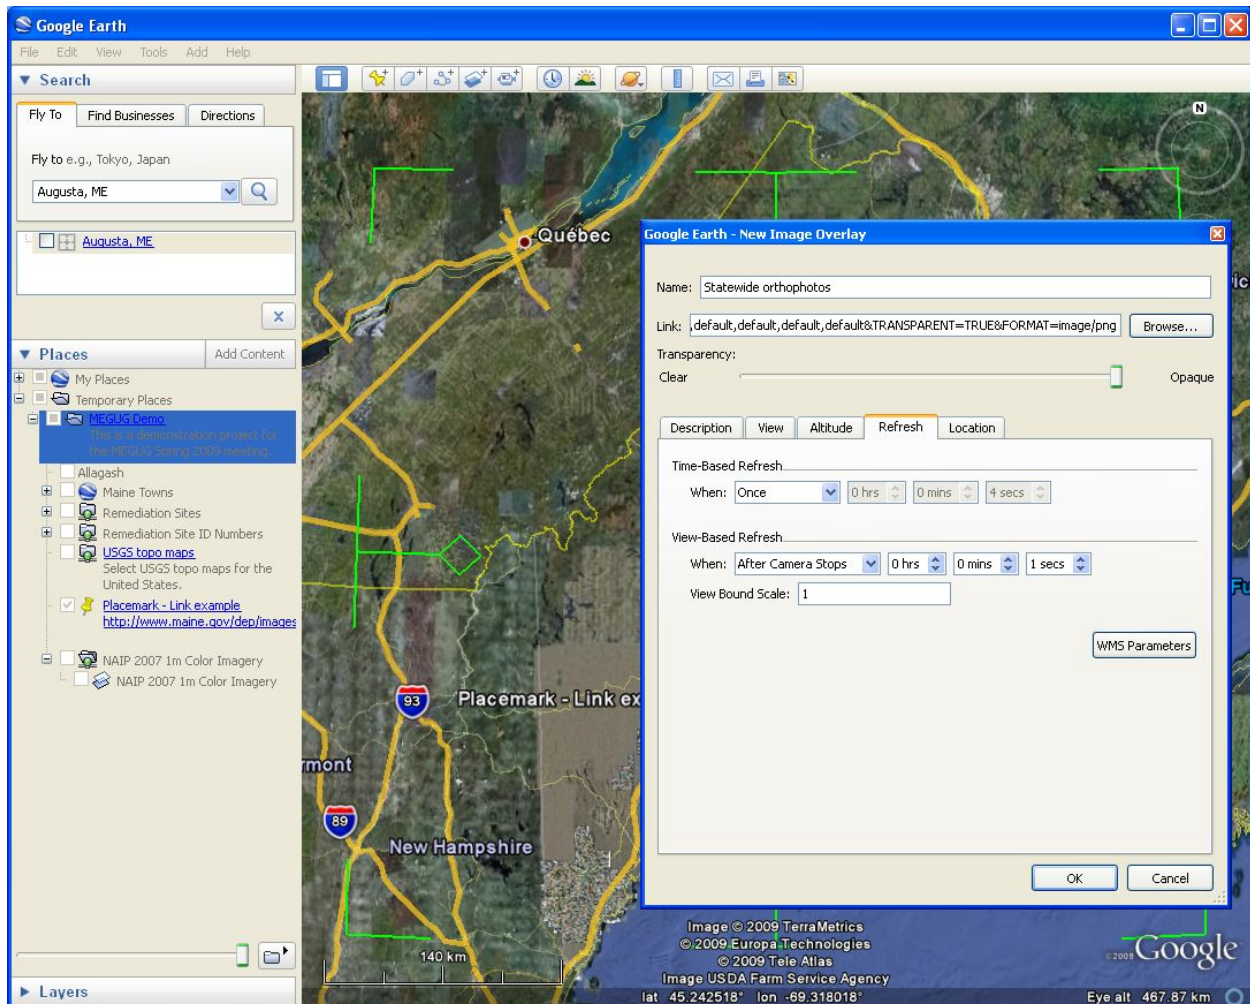 Google Earth
File Edit View Tools Add Help
Search
Fly To Find Businesses Directions
Fly to e.g., Tokyo, Japan
Augusta, ME
Augusta, ME
Places Add Content
My Places
Temporary Places
MEGUG Demo
This is a demonstration project for
the MEGUG Spring 2009 meeting.
Allagash
Maine Towns
Remediation Sites
Remediation Site ID Numbers
USGS topo maps
Select USGS topo maps for the
United States.
Placemark - Link example
http://www.maine.gov/dep/images
NAIP 2007 1m Color Imagery
NAIP 2007 1m Color Imagery
Layers
N
Québec
93
Placemark - Link ex
rmont
89
New Hampshire
140 km
Google Earth - New Image Overlay
Name: Statewide orthophotos
Link: ,default,default,default,default&TRANSPARENT=TRUE&FORMAT=image/png Browse...
Transparency:
Clear Opaque
Description View Altitude Refresh Location
Time-Based Refresh
When: Once 0 hrs 0 mins 4 secs
View-Based Refresh
When: After Camera Stops 0 hrs 0 mins 1 secs
View Bound Scale: 1
WMS Parameters
OK Cancel
ic
Fu
Image © 2009 TerraMetrics
© 2009 Europa Technologies
© 2009 Tele Atlas
Image USDA Farm Service Agency
©2009 Google
lat 45.242518° lon -69.318018° Eye alt 467.87 km